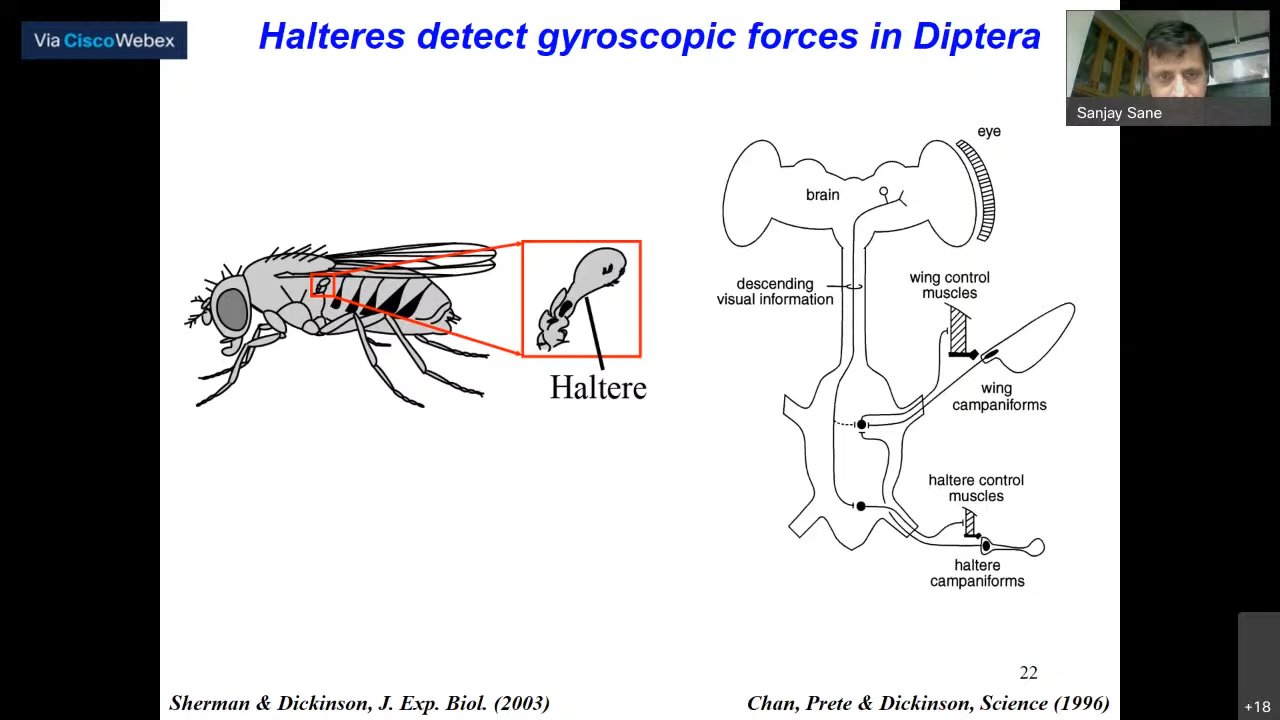 Via CiscoWebex
Halteres detect gyroscopic forces in Diptera
Sanjay Sane
eye
brain
descending
visual information
wing control
muscles
wing
campaniforms
Haltere
haltere control
muscles
haltere
campaniforms
22
Sherman & Dickinson, J. Exp. Biol. (2003)
Chan, Prete & Dickinson, Science (1996)
+18